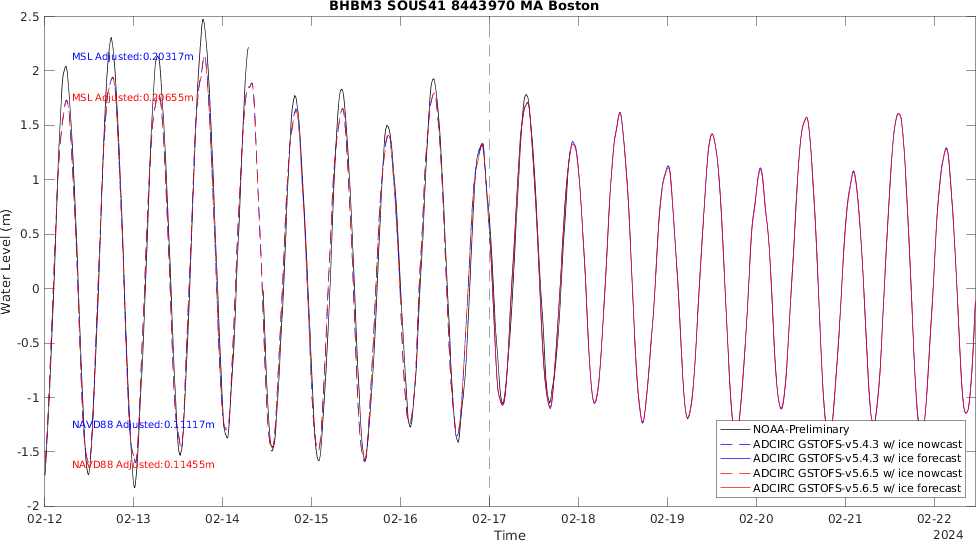 BHBM3 SOUS41 8443970 MA Boston
2.5
2
1.5
1
0.5
0
-0.5
-1
-1.5
-2
Water Level (m)
MSL Adjusted:0.20317m
MSL Adjusted:0.20655m
NAVD88 Adjusted:0.11117m
NAVD88 Adjusted:0.11455m
NOAA-Preliminary
ADCIRC GSTOFS-v5.4.3 w/ ice nowcast
ADCIRC GSTOFS-v5.4.3 w/ ice forecast
ADCIRC GSTOFS-v5.6.5 w/ ice nowcast
ADCIRC GSTOFS-v5.6.5 w/ ice forecast
02-12 02-13 02-14 02-15 02-16 02-17 02-18 02-19 02-20 02-21 02-22
Time
2024